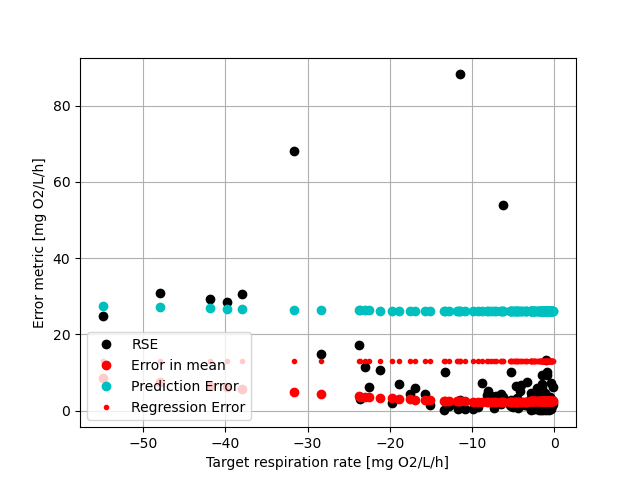 80
60
40
20
0
Error metric [mg O2/L/h]
RSE
Error in mean
Prediction Error
Regression Error
−50
−40
−30
−20
−10
0
Target respiration rate [mg O2/L/h]